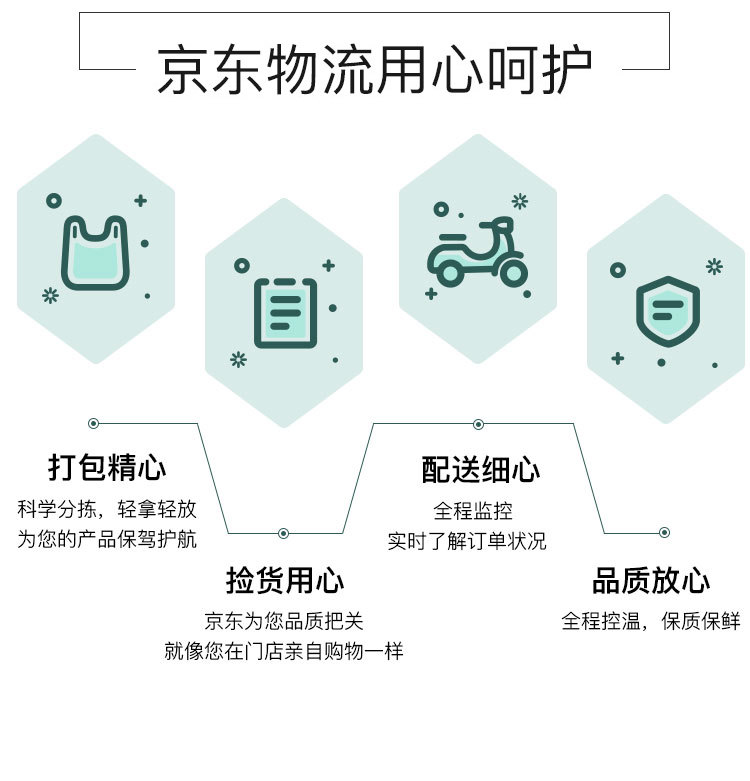 京东物流用心呵护
打包精心
科学分拣，轻拿轻放
为您的产品保驾护航
捡货用心
京东为您品质把关
就像您在门店亲自购物一样
配送细心
全程监控
实时了解订单状况
品质放心
全程控温，保质保鲜